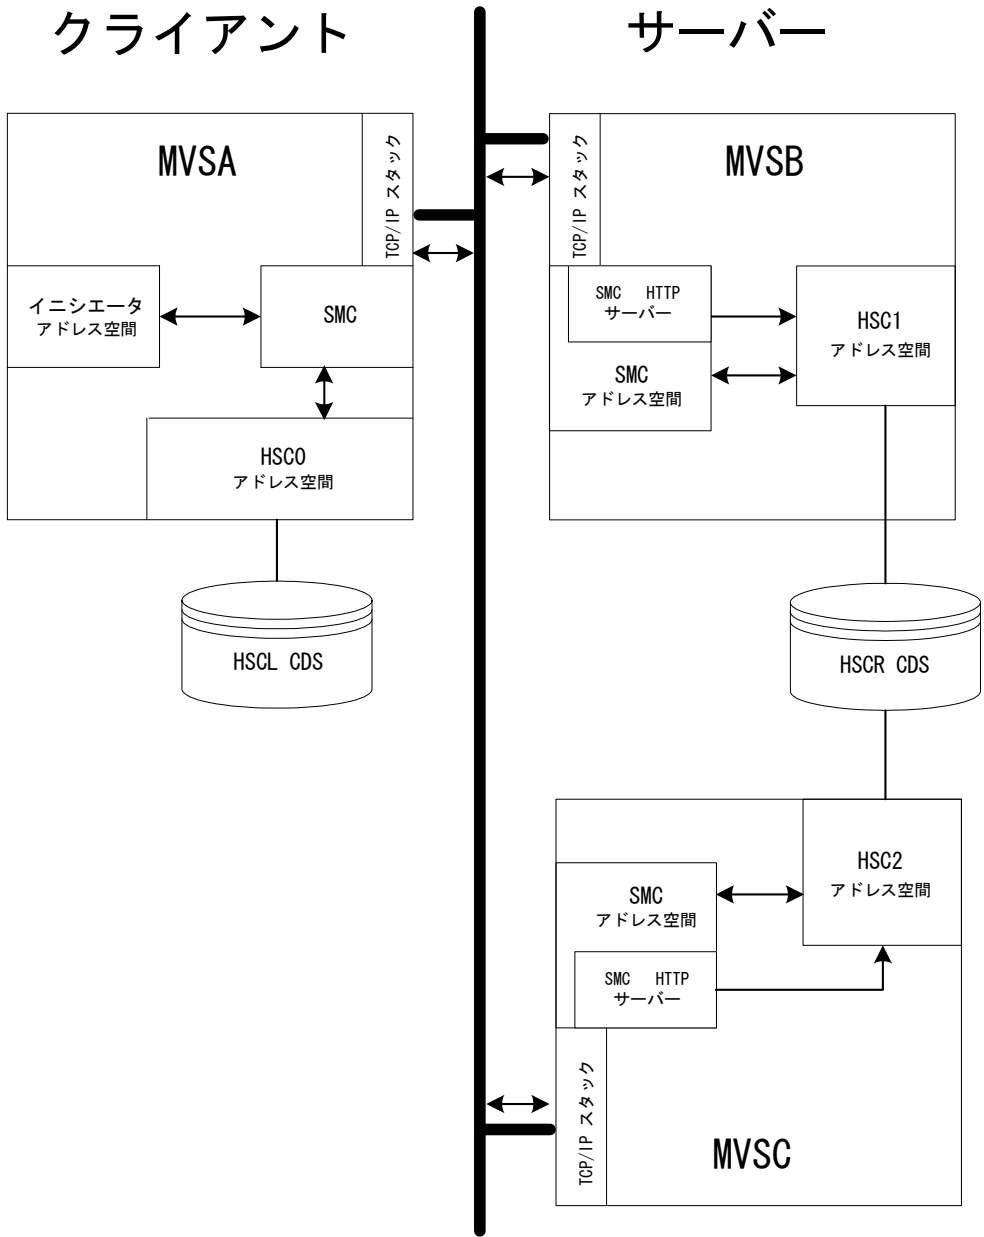 クライアント
サーバー
MVSA
TCP/IP スタック
イニシエータ
アドレス空間
SMC
HSC0
アドレス空間
HSCL CDS
MVSB
TCP/IP スタック
SMC HTTP
サーバー
SMC
アドレス空間
HSC1
アドレス空間
HSCR CDS
HSC2
アドレス空間
SMC
アドレス空間
SMC HTTP
サーバー
TCP/IP スタック
MVSC